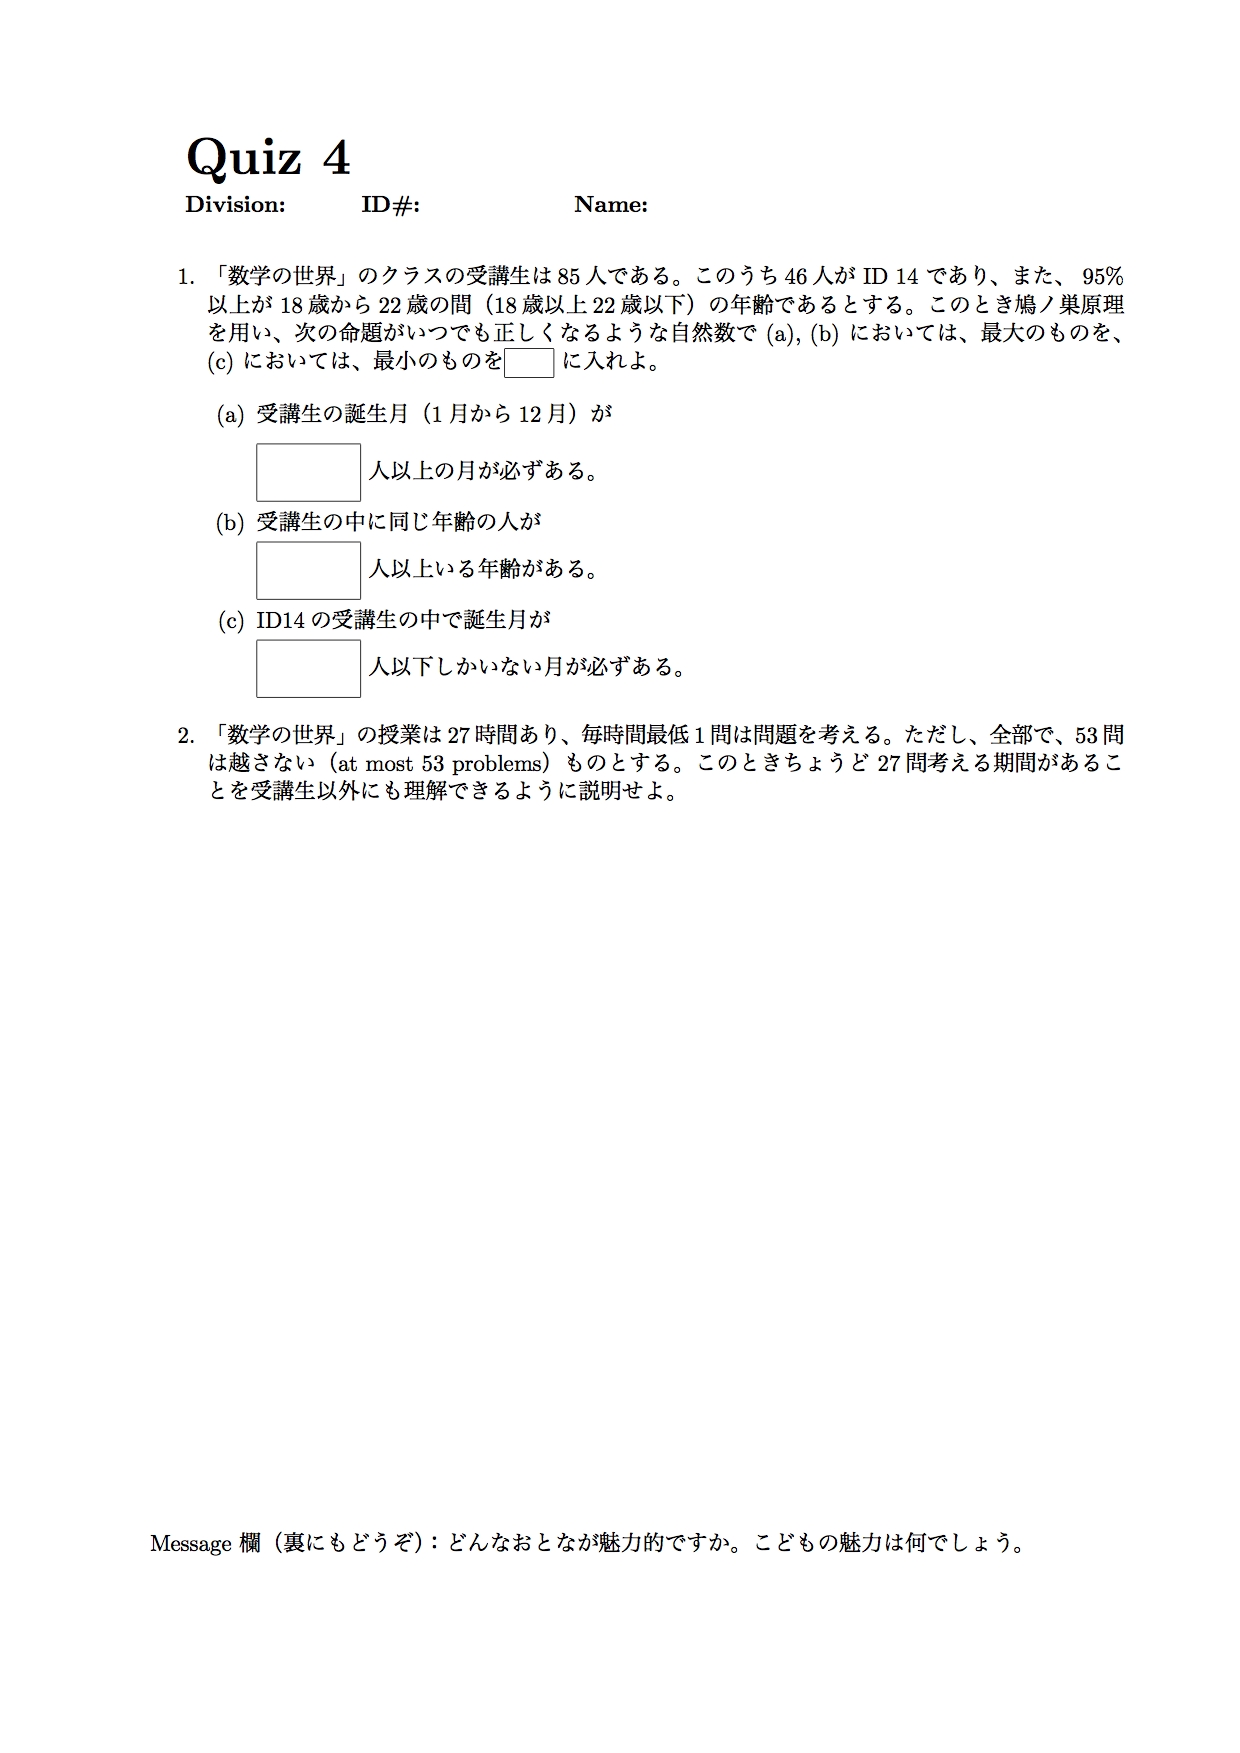 Quiz 4
Division: ID#: Name:
1. 「数学の世界」のクラスの受講生は 85 人である。このうち 46 人が ID 14 であり、また、 95%
以上が 18 歳から 22 歳の間（18 歳以上 22 歳以下）の年齢であるとする。このとき鳩ノ巣原理
を用い、次の命題がいつでも正しくなるような自然数で (a), (b) においては、最大のものを、
(c) においては、最小のものを に入れよ。
(a) 受講生の誕生月（1 月から 12 月）が
人以上の月が必ずある。
(b) 受講生の中に同じ年齢の人が
人以上いる年齢がある。
(c) ID14 の受講生の中で誕生月が
人以下しかいない月が必ずある。
2. 「数学の世界」の授業は 27 時間あり、毎時間最低 1 問は問題を考える。ただし、全部で、53 問
は越さない（at most 53 problems）ものとする。このときちょうど 27 問考える期間があるこ
とを受講生以外にも理解できるように説明せよ。
Message 欄（裏にもどうぞ）：どんなおとなが魅力的ですか。こどもの魅力は何でしょう。